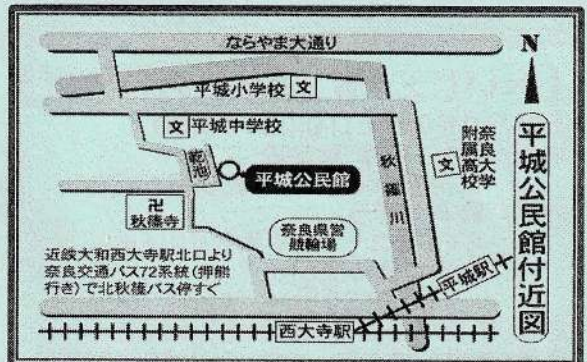 ならやま大通り
N
平城小学校
文
文
平城中学校
乾池
平城公民館
秋篠川
文
奈良大学
附属高校
卍
秋篠寺
奈良県営
競輪場
近鉄大和西大寺駅北口より
奈良交通バス72系統(押熊
行き)で北秋篠バス停すぐ
平城駅
西大寺駅
平城公民館付近図